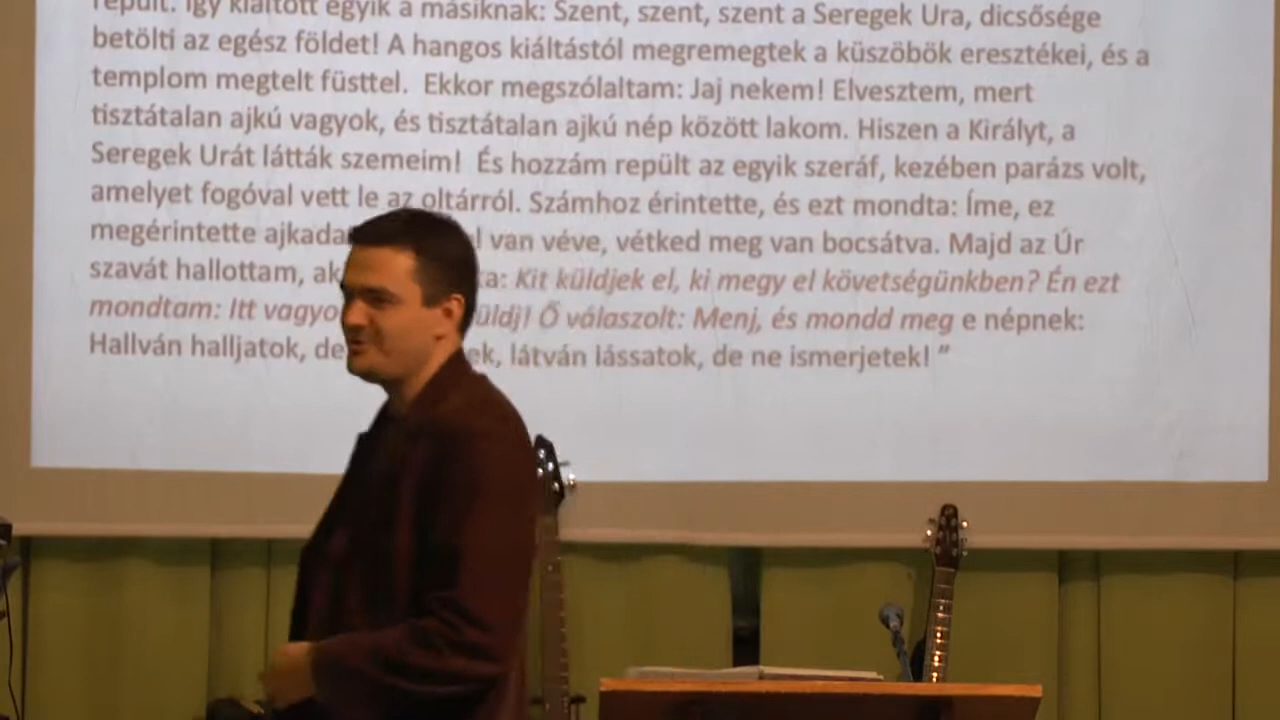 repült. Így kiáltott egyik a másiknak: Szent, szent, szent a Seregek Ura, dicsősége
betölti az egész földet! A hangos kiáltástól megremegtek a küszöbök eresztékei, és a
templom megtelt füsttel. Ekkor megszólaltam: Jaj nekem! Elvesztem, mert
tisztátalan ajkú vagyok, és tisztátalan ajkú nép között lakom. Hiszen a Királyt, a
Seregek Urát látták szemeim! És hozzám repült az egyik szeráf, kezében parázs volt,
amelyet fogóval vett le az oltárról. Számhoz érintette, és ezt mondta: Íme, ez
megérintette van véve, vétked meg van bocsátva. Majd az Úr
szavát hallottam, Kit küldjek el, ki megy el követségünkben? Én ezt
mondtam: Itt Ő válaszolt: Menj, és mondd meg e népnek:
Hallván halljatok, látván lássatok, de ne ismerjetek! "